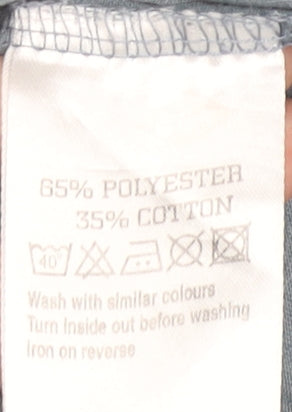 65% POLYESTER
35% COTTON
40°
Wash with similar colours
Turn inside out before washing
Iron on reverse